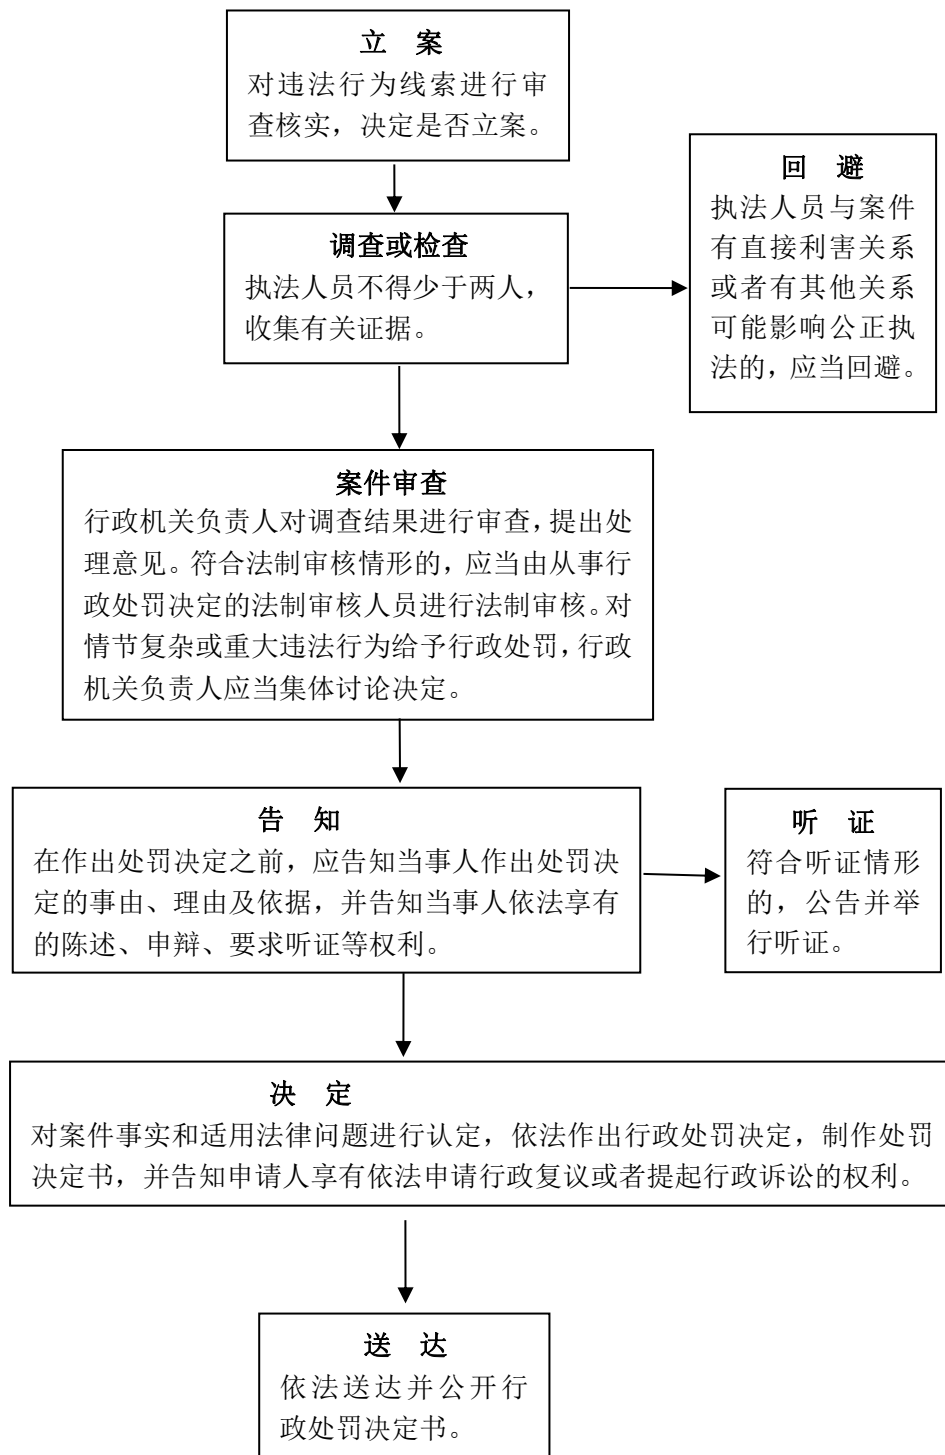 立 案
对违法行为线索进行审
查核实，决定是否立案。
回 避
执法人员与案件
有直接利害关系
或者有其他关系
可能影响公正执
法的，应当回避。
调查或检查
执法人员不得少于两人，
收集有关证据。
案件审查
行政机关负责人对调查结果进行审查，提出处
理意见。符合法制审核情形的，应当由从事行
政处罚决定的法制审核人员进行法制审核。对
情节复杂或重大违法行为给予行政处罚，行政
机关负责人应当集体讨论决定。
告 知
在作出处罚决定之前，应告知当事人作出处罚决
定的事由、理由及依据，并告知当事人依法享有
的陈述、申辩、要求听证等权利。
听 证
符合听证情形
的，公告并举
行听证。
决 定
对案件事实和适用法律问题进行认定，依法作出行政处罚决定，制作处罚
决定书，并告知申请人享有依法申请行政复议或者提起行政诉讼的权利。
送 达
依法送达并公开行
政处罚决定书。